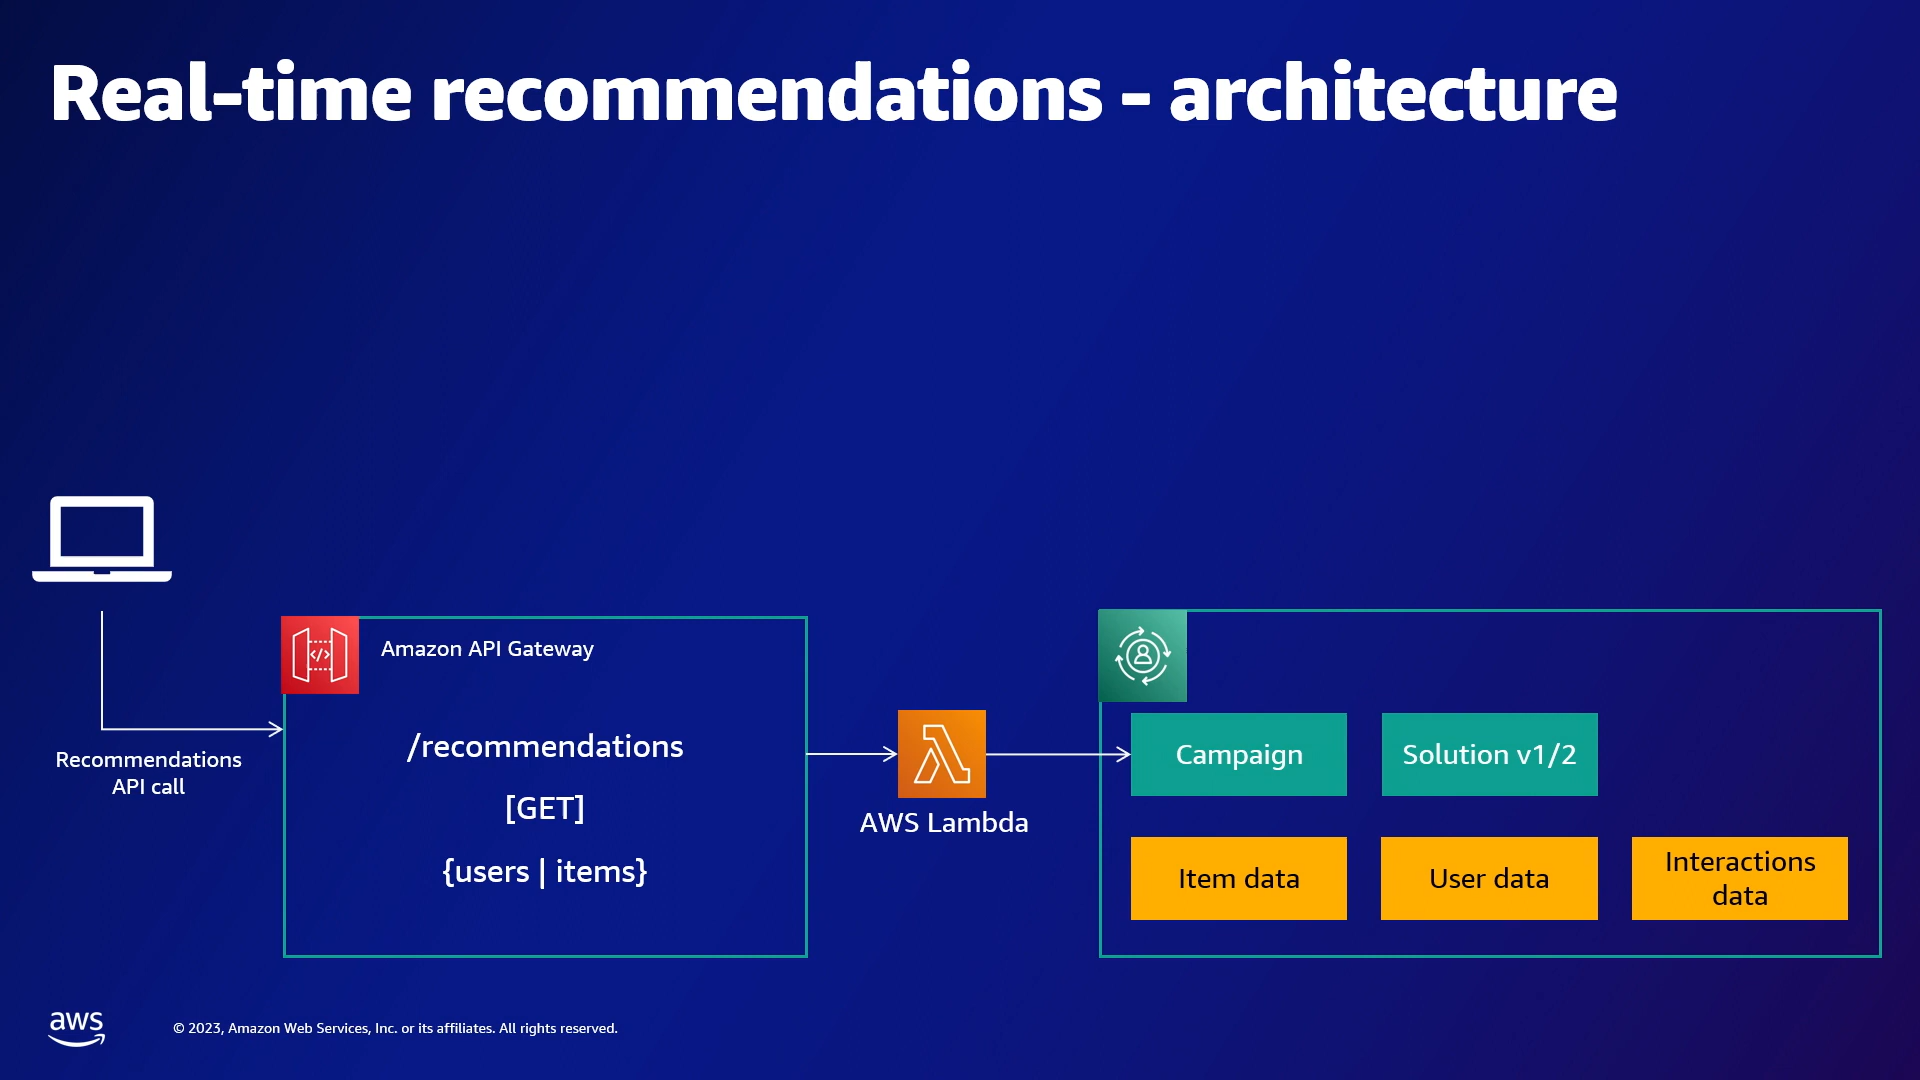 Real-time recommendations - architecture
Recommendations
API call
Amazon API Gateway
</>
/recommendations
[GET]
{users | items}
AWS Lambda
Campaign
Solution v1/2
Item data
User data
Interactions
data
aws
© 2023, Amazon Web Services, Inc. or its affiliates. All rights reserved.